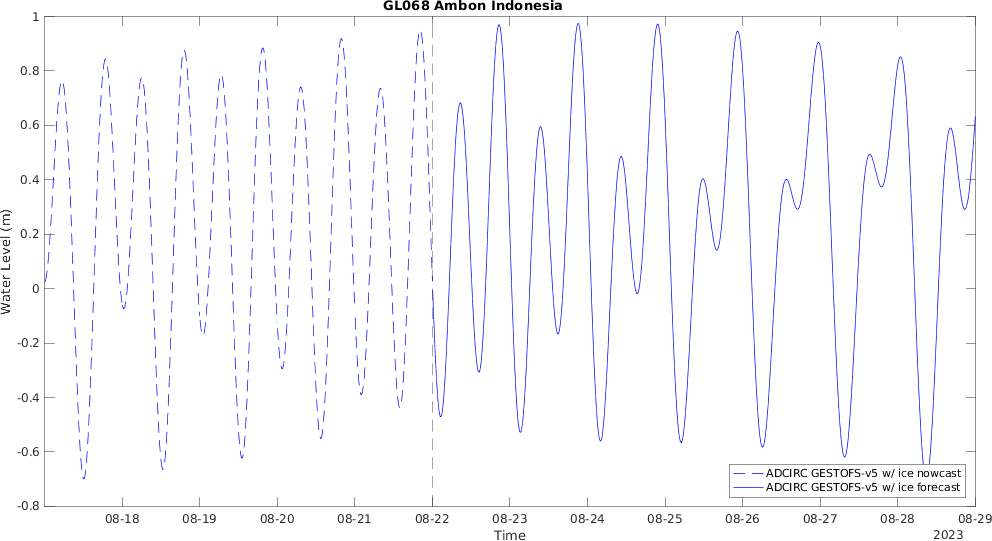 GL068 Ambon Indonesia
Water Level (m)
1
0.8
0.6
0.4
0.2
0
-0.2
-0.4
-0.6
-0.8
ADCIRC GESTOFS-v5 w/ ice nowcast
ADCIRC GESTOFS-v5 w/ ice forecast
08-18 08-19 08-20 08-21 08-22 08-23 08-24 08-25 08-26 08-27 08-28 08-29
Time
2023